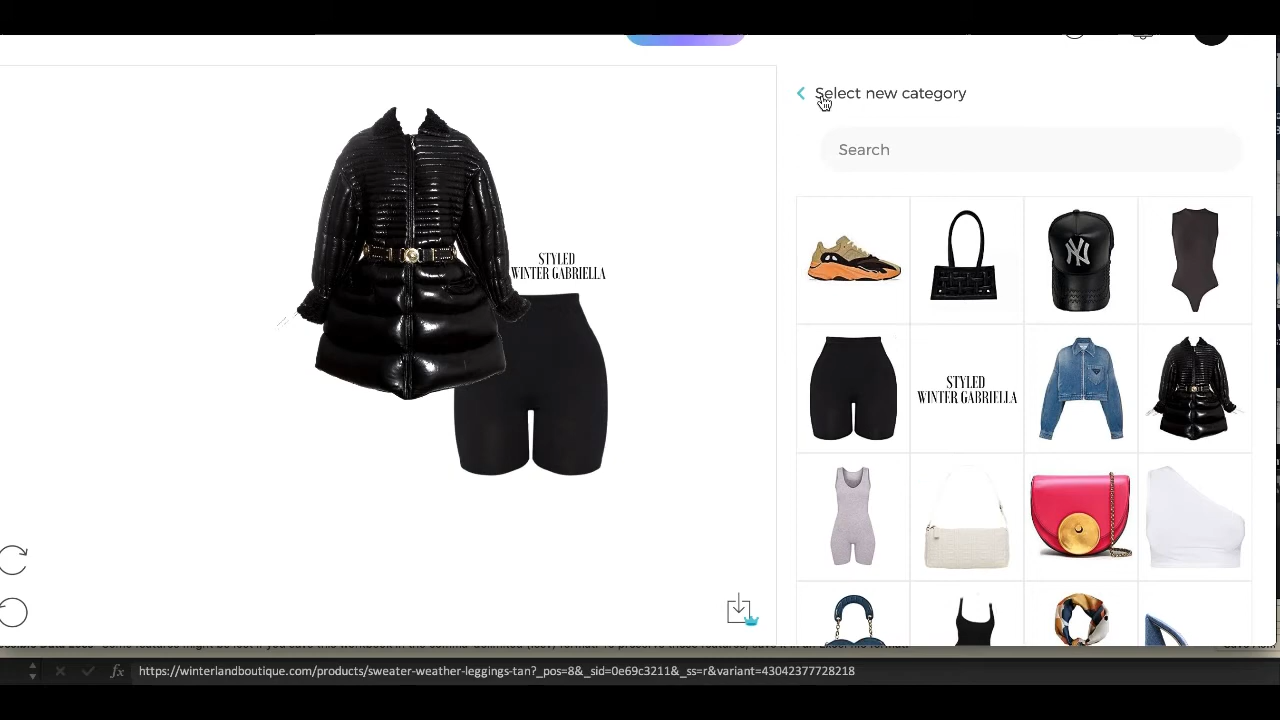 Select new category
Search
STYLED
WINTER GABRIELLA
NY
STYLED
WINTER GABRIELLA
fx https://winterlandboutique.com/products/sweater-weather-leggings-tan?_pos=8&_sid=0e69c3211&_ss=r&variant=43042377728218